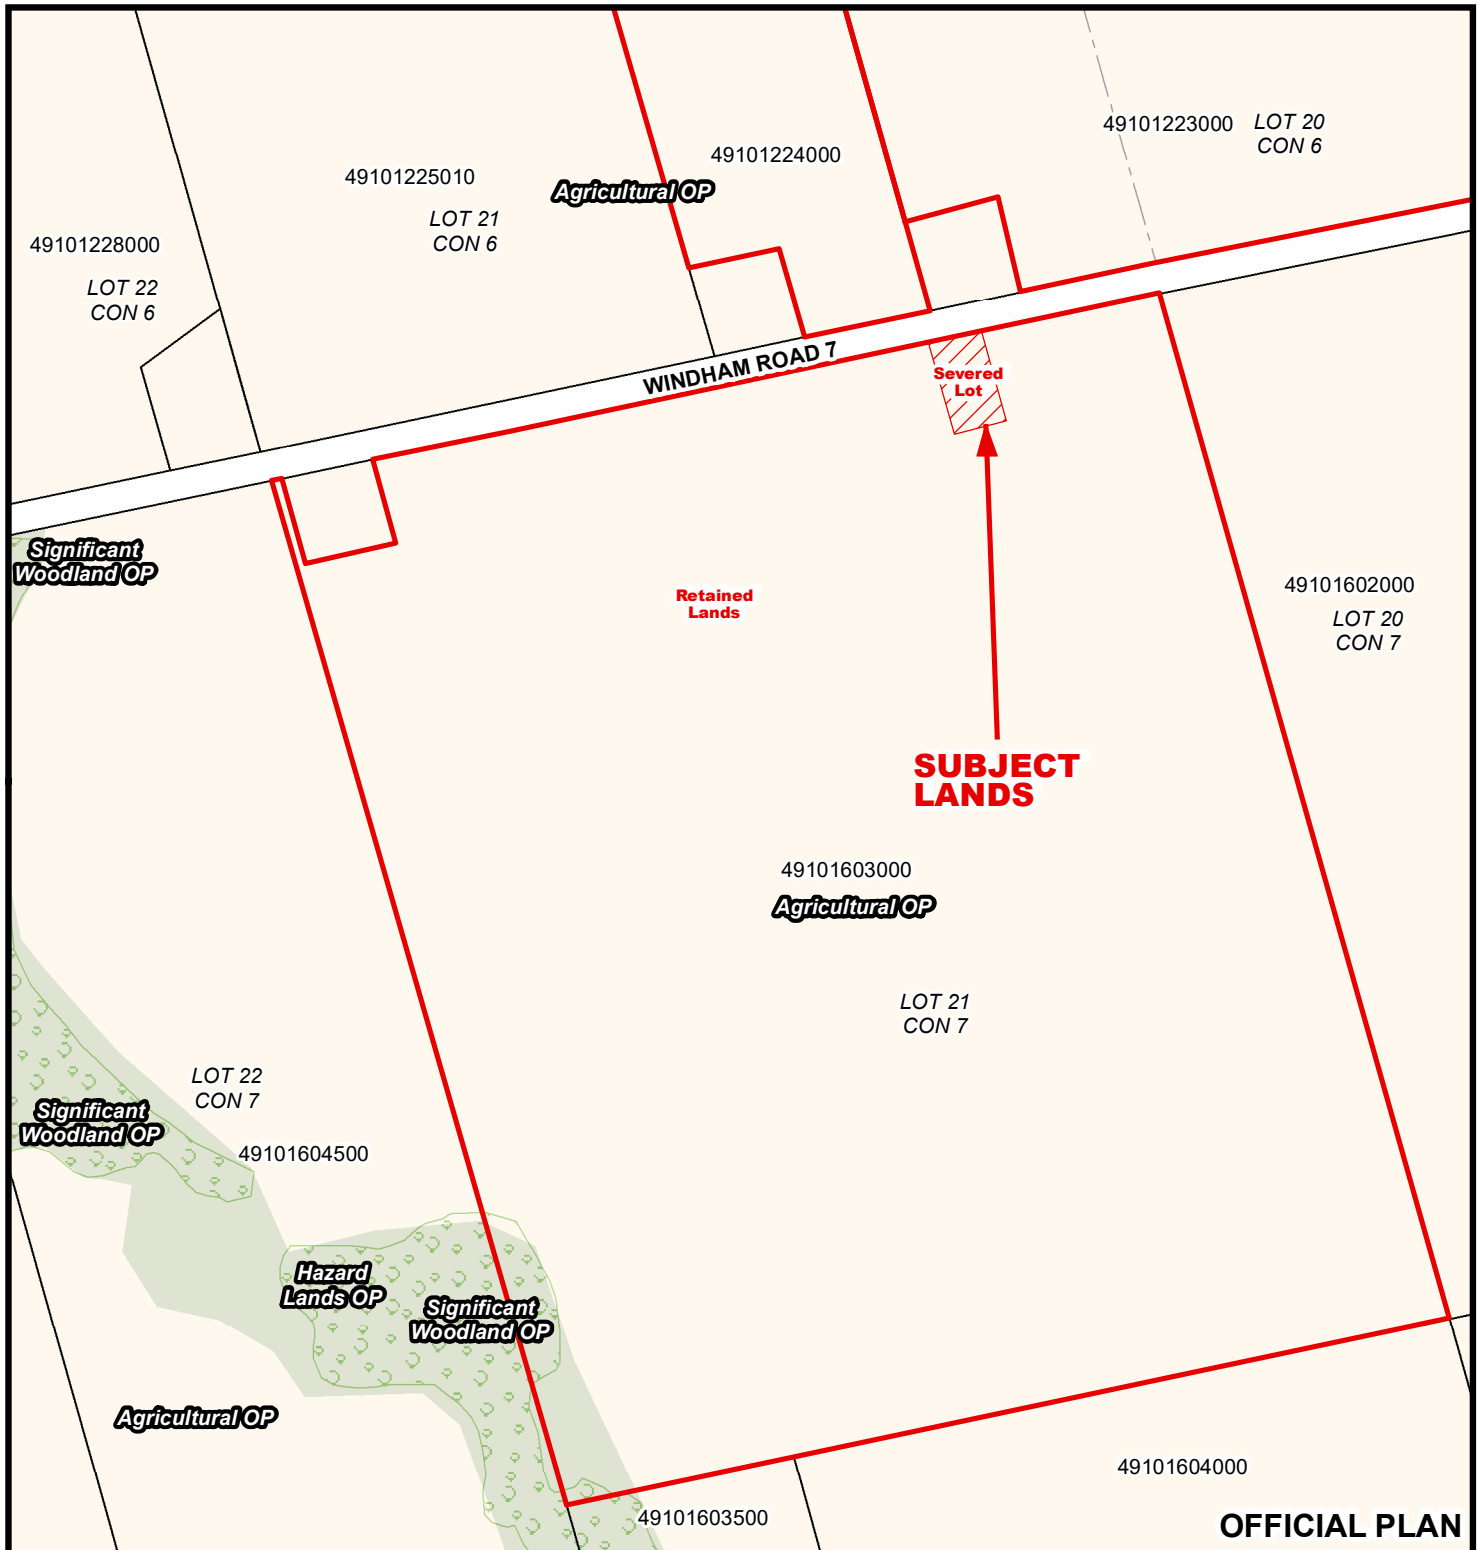 49101223000
LOT 20
CON 6
49101224000
49101225010
Agricultural OP
LOT 21
CON 6
49101228000
LOT 22
CON 6
WINDHAM ROAD 7
Severed
Lot
Significant
Woodland OP
Retained
Lands
49101602000
LOT 20
CON 7
SUBJECT
LANDS
49101603000
Agricultural OP
LOT 21
CON 7
LOT 22
CON 7
Significant
Woodland OP
49101604500
Hazard
Lands OP
Significant
Woodland OP
Agricultural OP
49101604000
49101603500
OFFICIAL PLAN